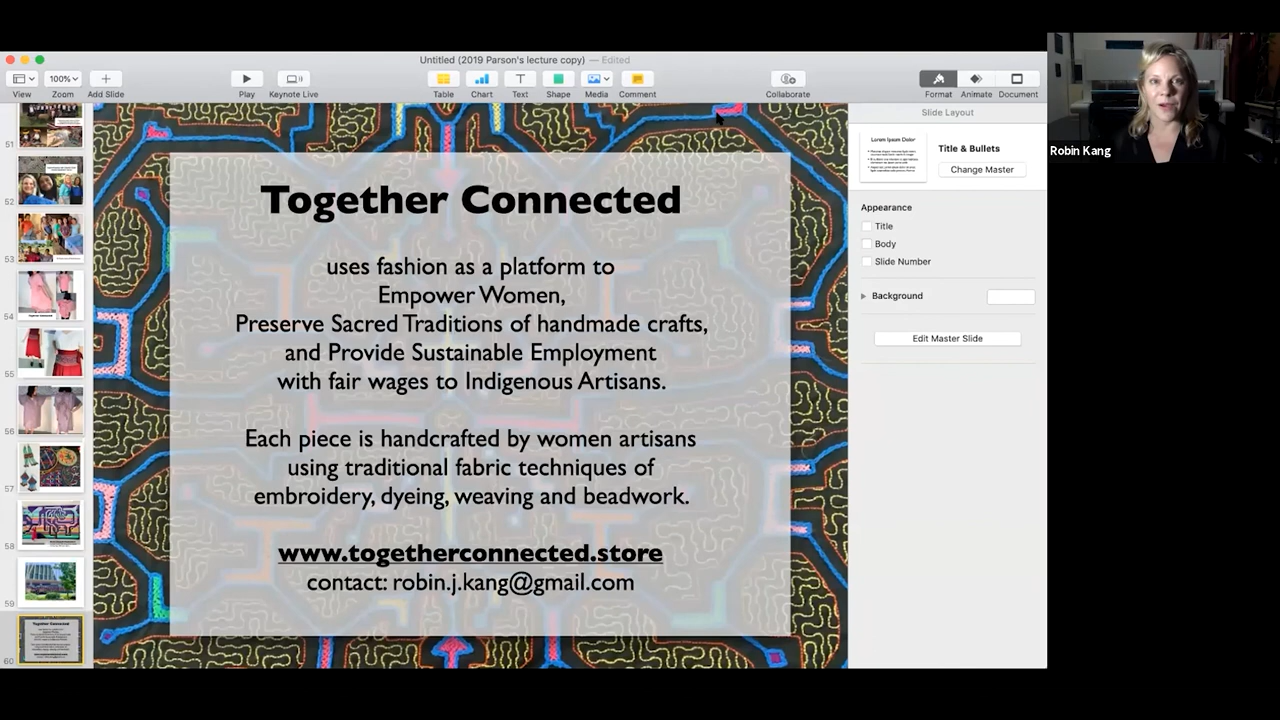 Untitled (2019 Parson's lecture copy) — Edited
100%
View
Zoom
Add Slide
Play
Keynote Live
Table
Chart
Text
Shape
Media
Comment
Collaborate
Format
Animate
Document
51
52
53
54
55
56
57
58
59
60
Together Connected
uses fashion as a platform to
Empower Women,
Preserve Sacred Traditions of handmade crafts,
and Provide Sustainable Employment
with fair wages to Indigenous Artisans.
Each piece is handcrafted by women artisans
using traditional fabric techniques of
embroidery, dyeing, weaving and beadwork.
www.togetherconnected.store
contact: robin.j.kang@gmail.com
Slide Layout
Lorem Ipsum Dolor
Title & Bullets
Change Master
Appearance
Title
Body
Slide Number
Background
Edit Master Slide
Robin Kang